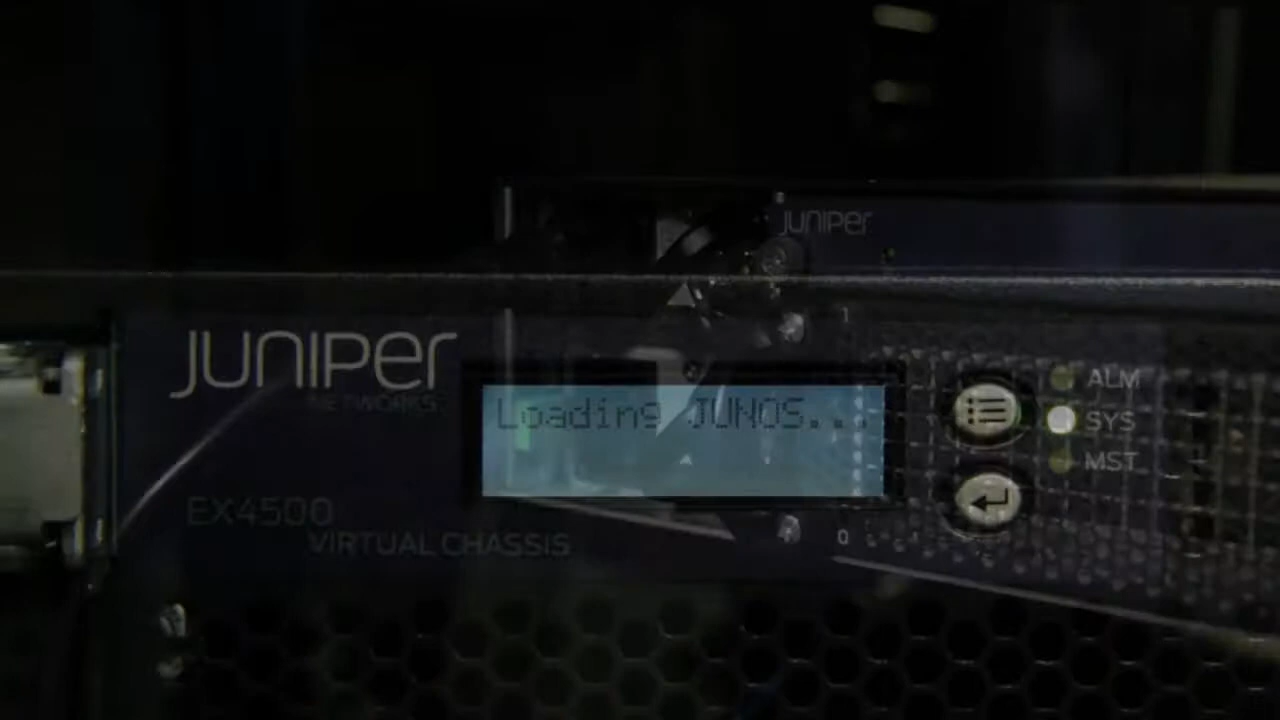 JUNIPer
1
JUNIPer
NETWORKS
Loading JUNOS...
ALM
SYS
MST
EX4500
VIRTUAL CHASSIS
0